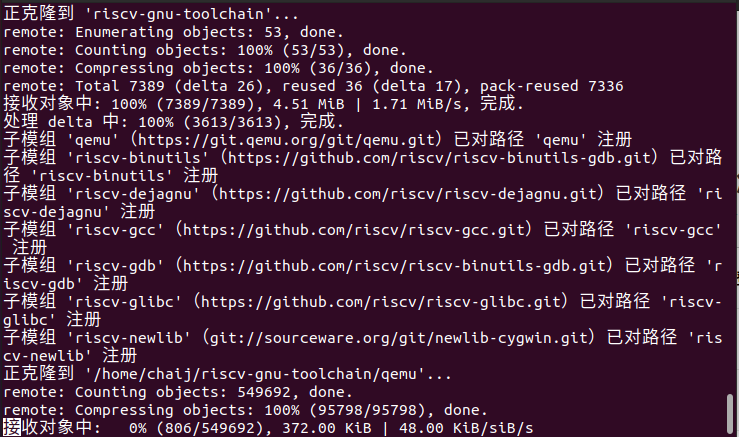 正克隆到 'riscv-gnu-toolchain'...
remote: Enumerating objects: 53, done.
remote: Counting objects: 100% (53/53), done.
remote: Compressing objects: 100% (36/36), done.
remote: Total 7389 (delta 26), reused 36 (delta 17), pack-reused 7336
接收对象中: 100% (7389/7389), 4.51 MiB | 1.71 MiB/s, 完成.
处理 delta 中: 100% (3613/3613), 完成.
子模组 'qemu'（https://git.qemu.org/git/qemu.git）已对路径 'qemu' 注册
子模组 'riscv-binutils'（https://github.com/riscv/riscv-binutils-gdb.git）已对路
径 'riscv-binutils' 注册
子模组 'riscv-dejagnu'（https://github.com/riscv/riscv-dejagnu.git）已对路径 'ri
scv-dejagnu' 注册
子模组 'riscv-gcc'（https://github.com/riscv/riscv-gcc.git）已对路径 'riscv-gcc'
 注册
子模组 'riscv-gdb'（https://github.com/riscv/riscv-binutils-gdb.git）已对路径 'r
iscv-gdb' 注册
子模组 'riscv-glibc'（https://github.com/riscv/riscv-glibc.git）已对路径 'riscv-
glibc' 注册
子模组 'riscv-newlib'（git://sourceware.org/git/newlib-cygwin.git）已对路径 'ris
cv-newlib' 注册
正克隆到 '/home/chaij/riscv-gnu-toolchain/qemu'...
remote: Counting objects: 549692, done.
remote: Compressing objects: 100% (95798/95798), done.
接收对象中:   0% (806/549692), 372.00 KiB | 48.00 KiB/siB/s